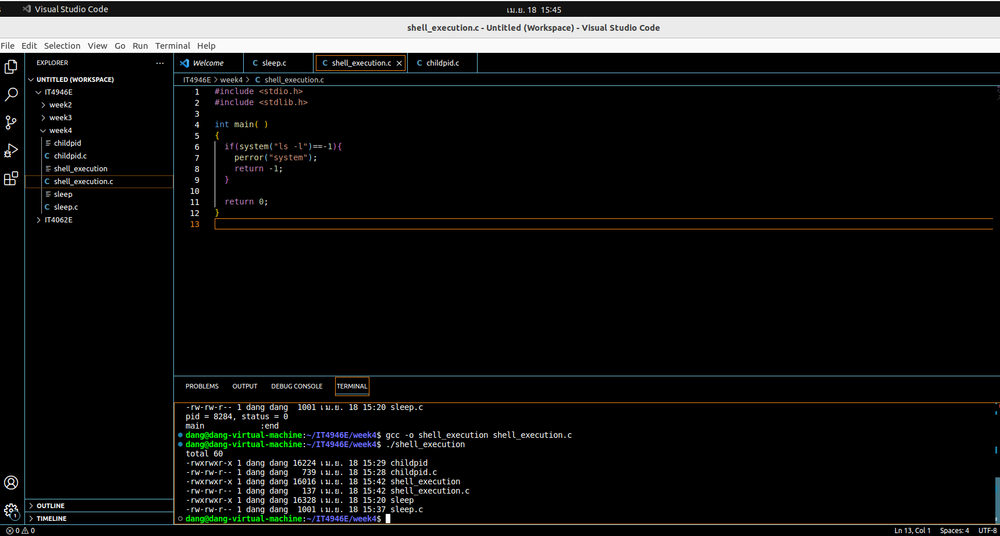 Visual Studio Code
เม.ย. 18 15:45
shell_execution.c - Untitled (Workspace) - Visual Studio Code
File Edit Selection View Go Run Terminal Help
EXPLORER ...
UNTITLED (WORKSPACE)
IT4946E
week2
week3
week4
childpid
C childpid.c
shell_execution
C shell_execution.c
sleep
C sleep.c
IT4062E
OUTLINE
TIMELINE
1
Welcome C sleep.c C shell_execution.c × C childpid.c
IT4946E > week4 > C shell_execution.c
1 #include <stdio.h>
2 #include <stdlib.h>
3
4 int main( )
5 {
6 if(system("ls -l")==-1){
7 perror("system");
8 return -1;
9 }
10
11 return 0;
12 }
13
PROBLEMS OUTPUT DEBUG CONSOLE TERMINAL
-rw-rw-r-- 1 dang dang 1001 เม.ย. 18 15:20 sleep.c
pid = 8284, status = 0
main :end
dang@dang-virtual-machine:~/IT4946E/week4$ gcc -o shell_execution shell_execution.c
dang@dang-virtual-machine:~/IT4946E/week4$ ./shell_execution
total 60
-rwxrwxr-x 1 dang dang 16224 เม.ย. 18 15:29 childpid
-rw-rw-r-- 1 dang dang 739 เม.ย. 18 15:28 childpid.c
-rwxrwxr-x 1 dang dang 16016 เม.ย. 18 15:42 shell_execution
-rw-rw-r-- 1 dang dang 137 เม.ย. 18 15:42 shell_execution.c
-rwxrwxr-x 1 dang dang 16328 เม.ย. 18 15:20 sleep
-rw-rw-r-- 1 dang dang 1001 เม.ย. 18 15:37 sleep.c
dang@dang-virtual-machine:~/IT4946E/week4$
0 0 Ln 13, Col 1 Spaces: 4 UTF-8